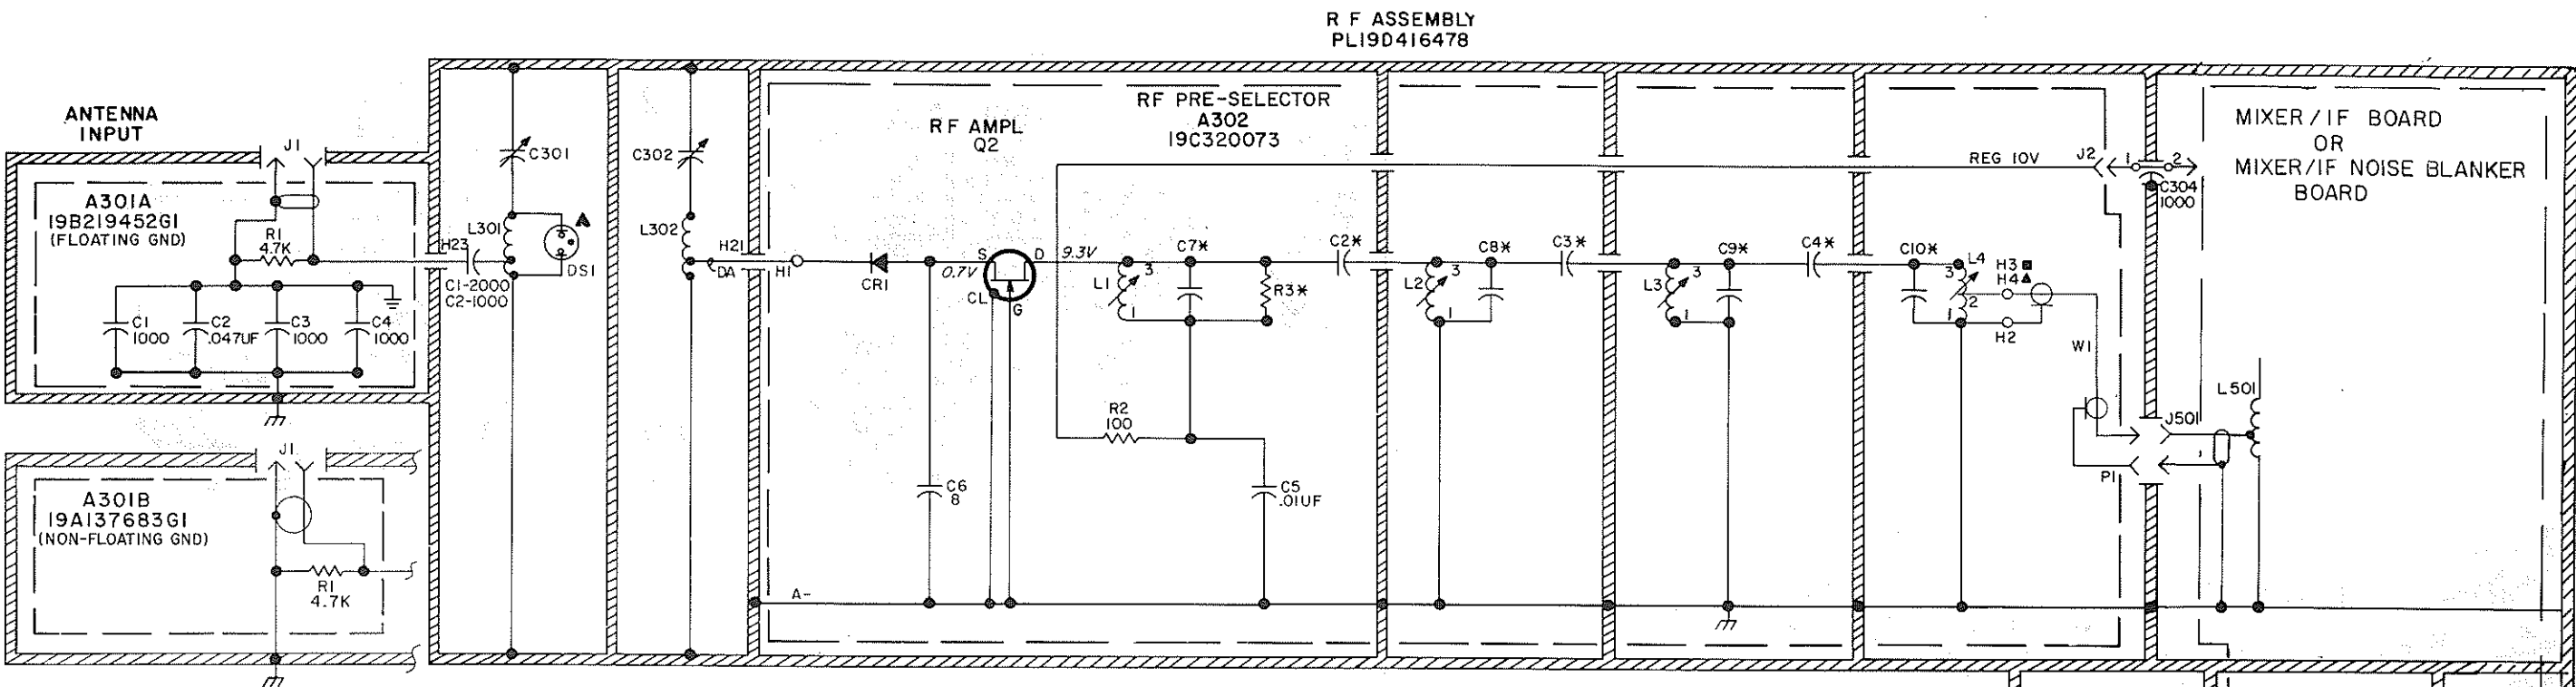 R F ASSEMBLY
PL19D416478
ANTENNA
INPUT
J1
A301A
19B219452G1
(FLOATING GND)
R1
4.7K
C1
1000
C2
.047UF
C3
1000
C4
1000
H23
C1-2000
C2-1000
C301
L301
DS1
C302
L302
H21
DA
H1
RF AMPL
Q2
RF PRE-SELECTOR
A302
19C320073
CR1
S
0.7V
D
9.3V
CL
G
L1
3
1
C7*
R3*
C2*
L2
3
1
C8*
C3*
L3
3
1
C9*
C4*
C10*
L4
3
2
1
H3■
H4▲
H2
W1
REG 10V
J2
1
2
C304
1000
MIXER/IF BOARD
OR
MIXER/IF NOISE BLANKER
BOARD
R2
100
C6
8
C5
.01UF
A-
L501
J501
P1
J1
A301B
19A137683G1
(NON-FLOATING GND)
R1
4.7K